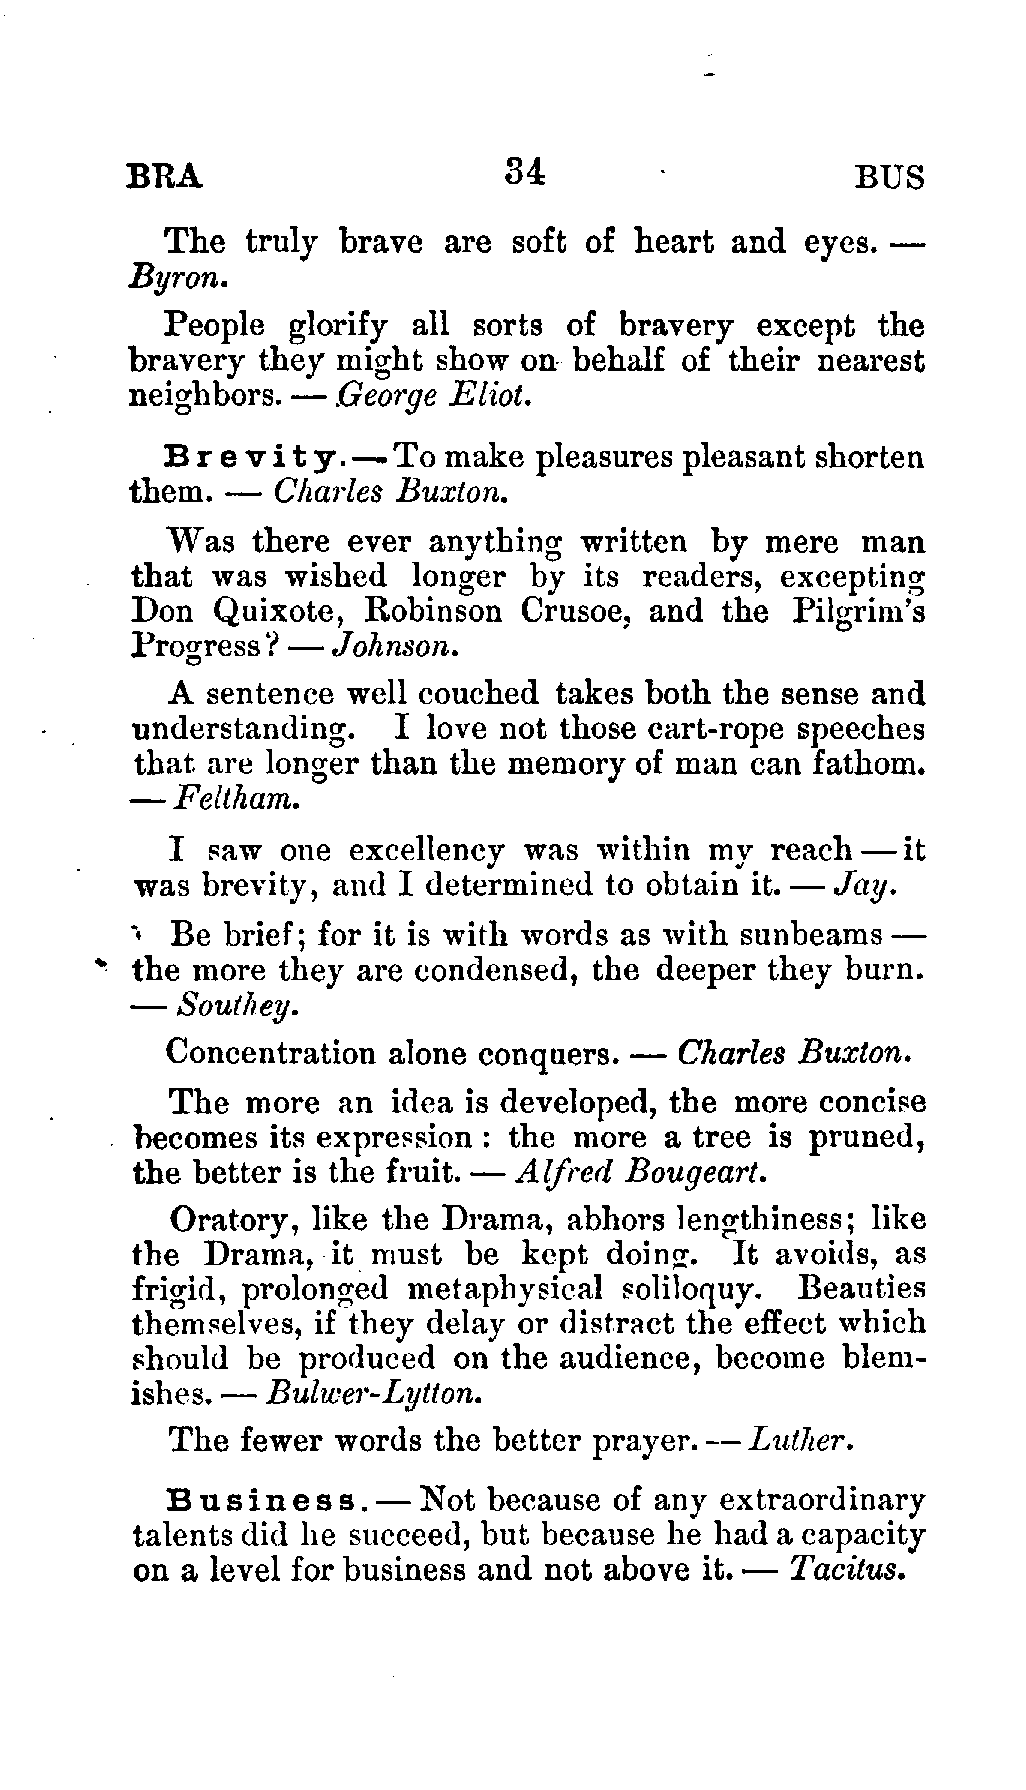 BRA 34 BUS
The truly brave are soft of heart and eyes. —
Byron.
People glorify all sorts of bravery except the
bravery they might show on behalf of their nearest
neighbors. — George Eliot.
Brevity. — To make pleasures pleasant shorten
them. — Charles Buxton.
Was there ever anything written by mere man
that was wished longer by its readers, excepting
Don Quixote, Robinson Crusoe, and the Pilgrim's
Progress? — Johnson.
A sentence well couched takes both the sense and
understanding. I love not those cart-rope speeches
that are longer than the memory of man can fathom.
— Feltham.
I saw one excellency was within my reach — it
was brevity, and I determined to obtain it. — Jay.
Be brief; for it is with words as with sunbeams —
the more they are condensed, the deeper they burn.
— Southey.
Concentration alone conquers. — Charles Buxton.
The more an idea is developed, the more concise
becomes its expression: the more a tree is pruned,
the better is the fruit. — Alfred Bougeart.
Oratory, like the Drama, abhors lengthiness; like
the Drama, it must be kept doing. It avoids, as
frigid, prolonged metaphysical soliloquy. Beauties
themselves, if they delay or distract the effect which
should be produced on the audience, become blem-
ishes. — Bulwer-Lytton.
The fewer words the better prayer. — Luther.
Business. — Not because of any extraordinary
talents did he succeed, but because he had a capacity
on a level for business and not above it. — Tacitus.